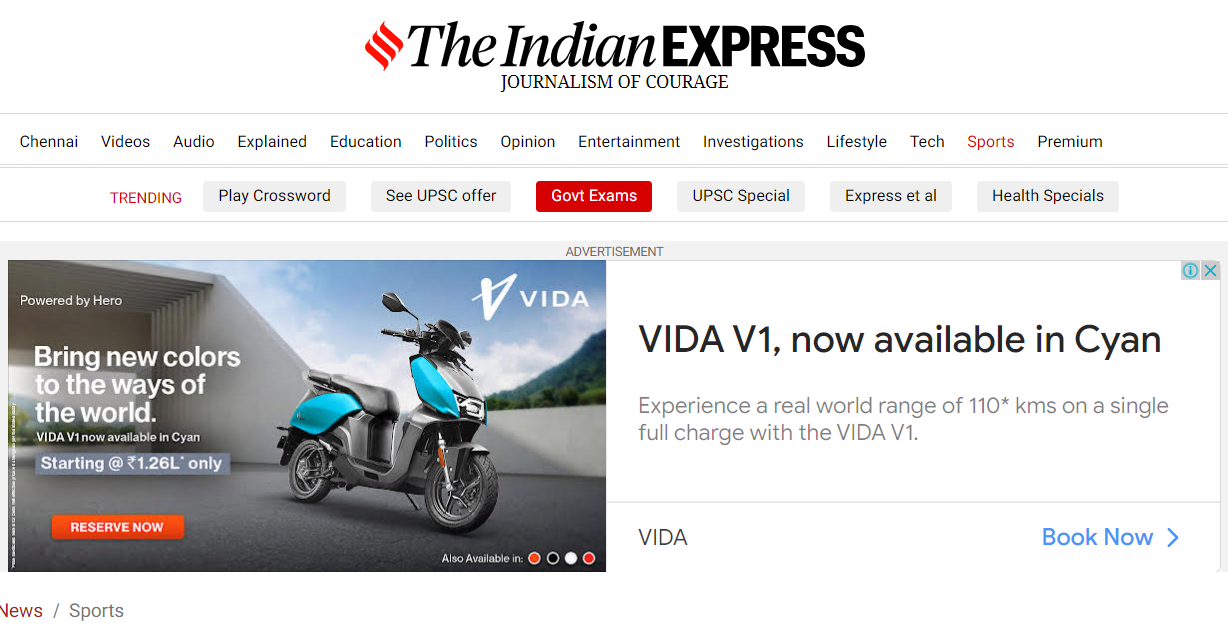 The Indian EXPRESS
JOURNALISM OF COURAGE
Chennai Videos Audio Explained Education Politics Opinion Entertainment Investigations Lifestyle Tech Sports Premium
TRENDING Play Crossword See UPSC offer Govt Exams UPSC Special Express et al Health Specials
ADVERTISEMENT
Powered by Hero
VIDA
Bring new colors
to the ways of
the world.
VIDA V1 now available in Cyan
Starting @ ₹1.26L* only
RESERVE NOW
Also Available in:
VIDA V1, now available in Cyan
Experience a real world range of 110* kms on a single
full charge with the VIDA V1.
VIDA
Book Now
News / Sports